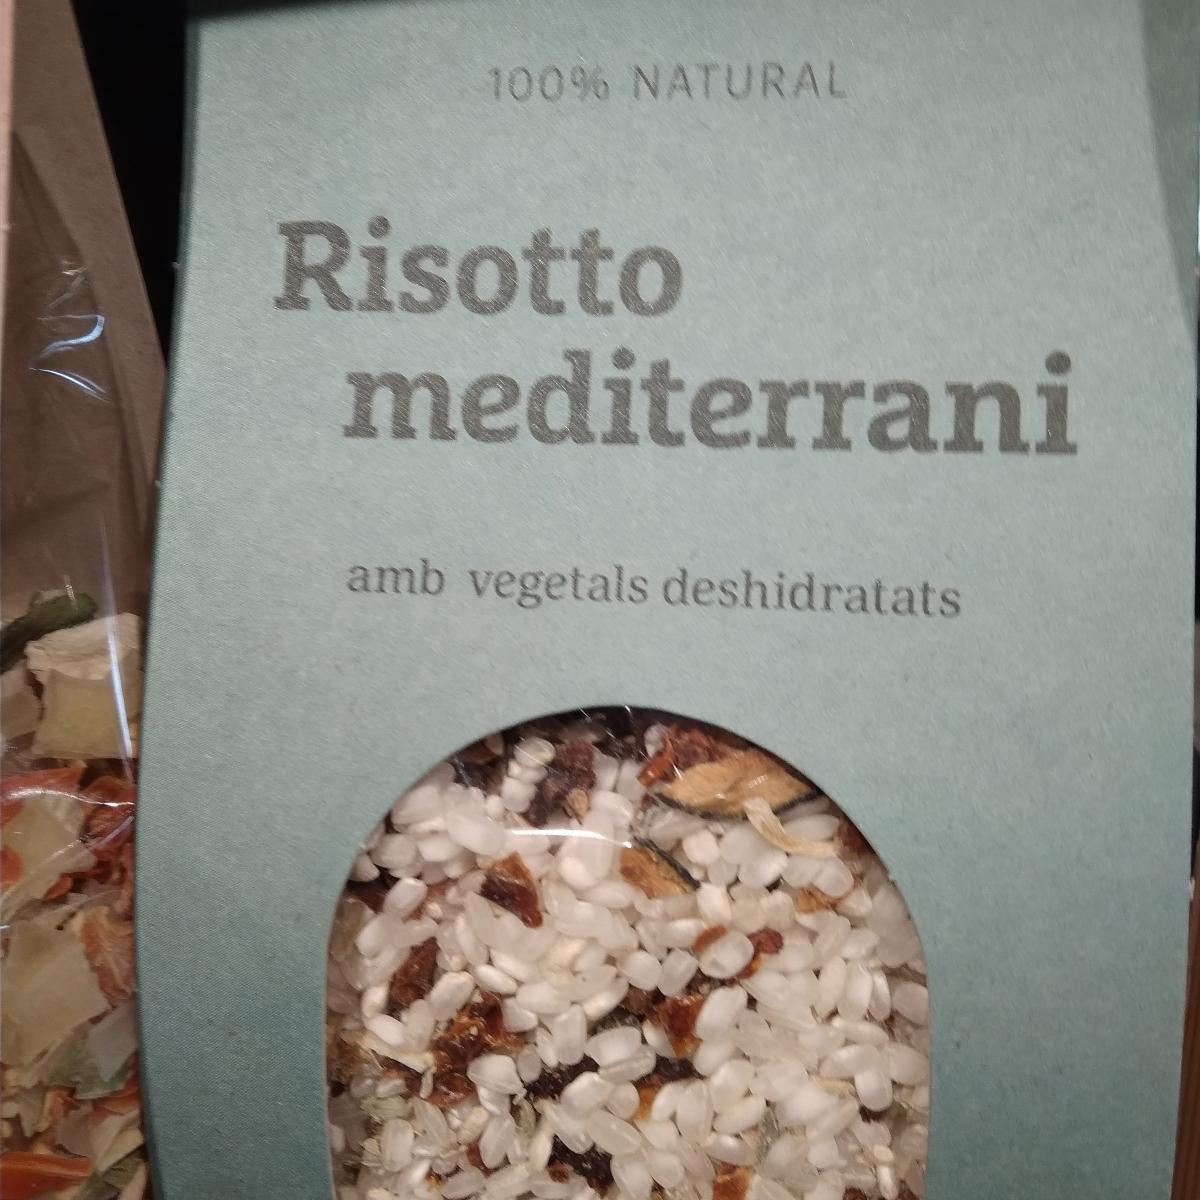 100% NATURAL
Risotto
mediterrani
amb vegetals deshidratats